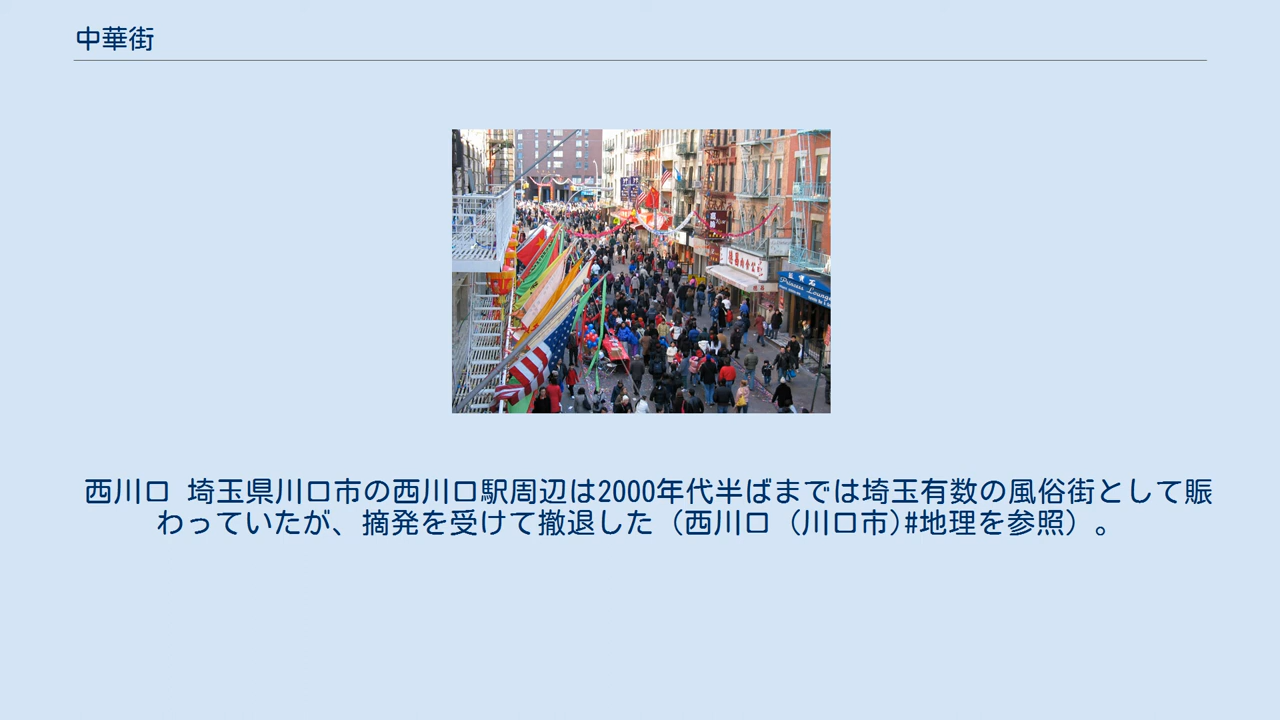 中華街
Princess Lounge
西川口 埼玉県川口市の西川口駅周辺は2000年代半ばまでは埼玉有数の風俗街として賑
わっていたが、摘発を受けて撤退した（西川口（川口市)#地理を参照）。